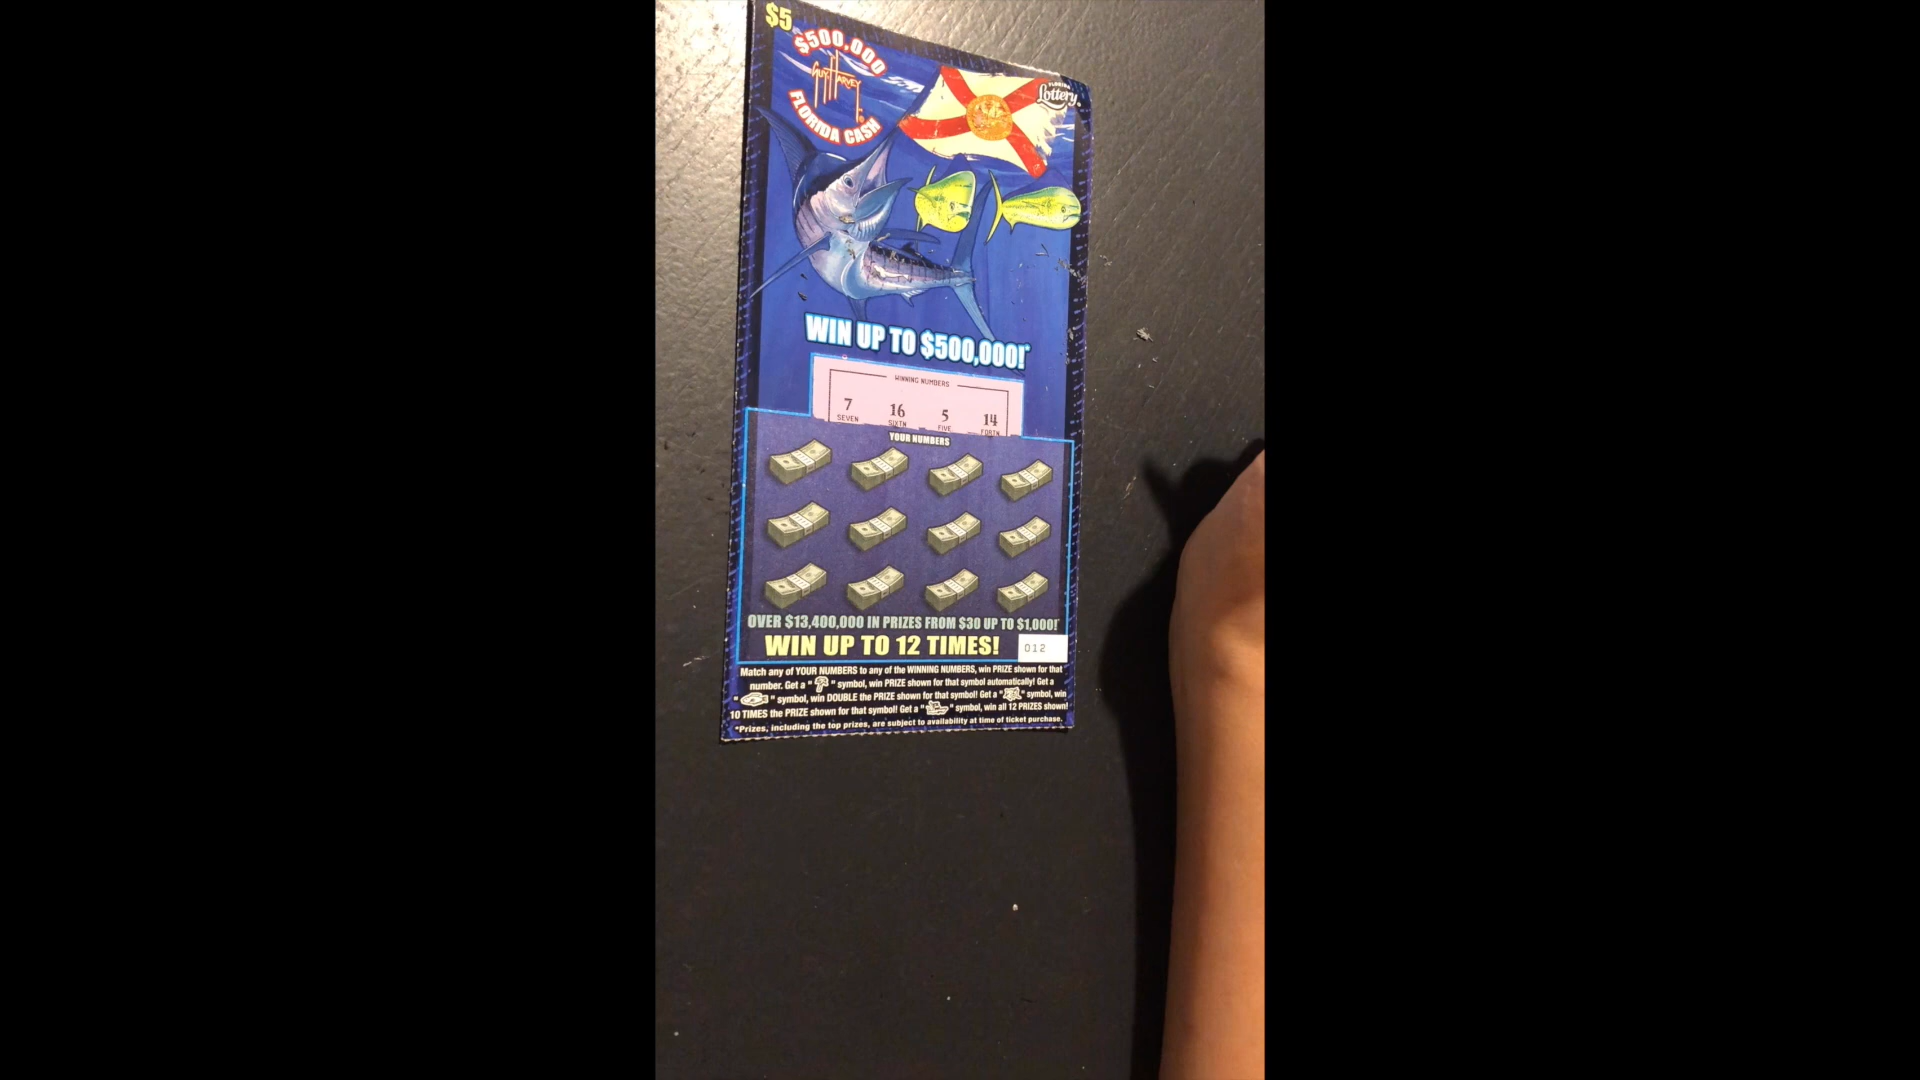 $5
$500,000
GUY HARVEY
FLORIDA CASH
FLORIDA
Lottery
WIN UP TO $500,000!*
WINNING NUMBERS
7 16 5 14
SEVEN SIXTN FIVE FORTN
YOUR NUMBERS
OVER $13,400,000 IN PRIZES FROM $30 UP TO $1,000!*
WIN UP TO 12 TIMES!
012
Match any of YOUR NUMBERS to any of the WINNING NUMBERS, win PRIZE shown for that
number. Get a " " symbol, win PRIZE shown for that symbol automatically! Get a
" " symbol, win DOUBLE the PRIZE shown for that symbol! Get a " " symbol, win
10 TIMES the PRIZE shown for that symbol! Get a " " symbol, win all 12 PRIZES shown!
*Prizes, including the top prizes, are subject to availability at time of ticket purchase.